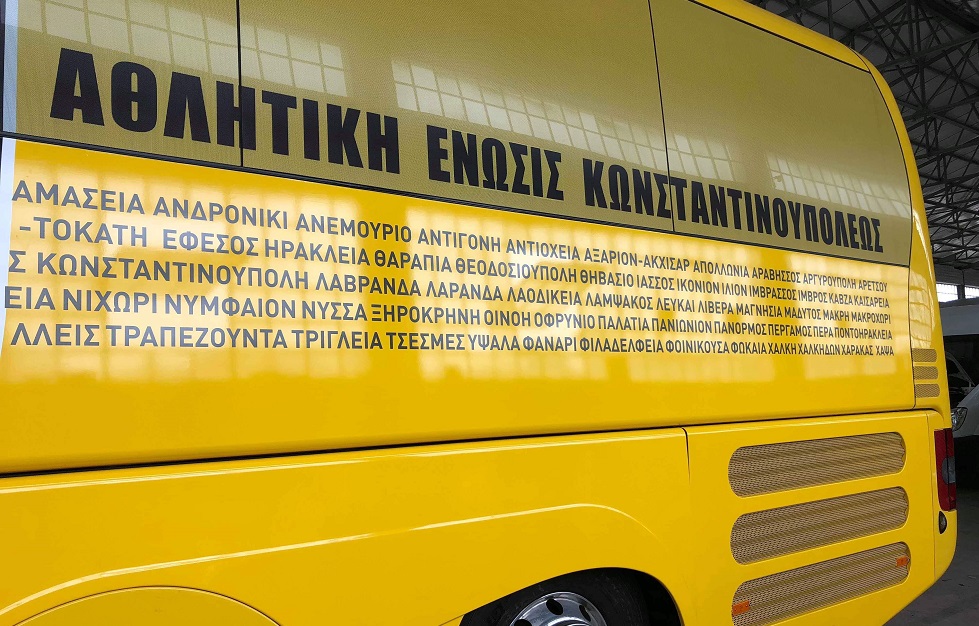 ΑΘΛΗΤΙΚΗ ΕΝΩΣΙΣ ΚΩΝΣΤΑΝΤΙΝΟΥΠΟΛΕΩΣ
ΑΜΑΣΕΙΑ ΑΝΔΡΟΝΙΚΙ ΑΝΕΜΟΥΡΙΟ ΑΝΤΙΓΟΝΗ ΑΝΤΙΟΧΕΙΑ ΑΞΑΡΙΟΝ-ΑΚΧΙΣΑΡ ΑΠΟΛΛΩΝΙΑ ΑΡΑΒΗΣΣΟΣ ΑΡΓΥΡΟΥΠΟΛΗ ΑΡΕΤΣΟΥ
-ΤΟΚΑΤΗ ΕΦΕΣΟΣ ΗΡΑΚΛΕΙΑ ΘΑΡΑΠΙΑ ΘΕΟΔΟΣΙΟΥΠΟΛΗ ΘΗΒΑΣΙΟ ΙΑΣΣΟΣ ΙΚΟΝΙΟΝ ΙΛΙΟΝ ΙΜΒΡΑΣΣΟΣ ΙΜΒΡΟΣ ΚΑΒΖΑ ΚΑΙΣΑΡΕΙΑ
Σ ΚΩΝΣΤΑΝΤΙΝΟΥΠΟΛΗ ΛΑΒΡΑΝΔΑ ΛΑΡΑΝΔΑ ΛΑΟΔΙΚΕΙΑ ΛΑΜΨΑΚΟΣ ΛΕΥΚΑΙ ΛΙΒΕΡΑ ΜΑΓΝΗΣΙΑ ΜΑΔΥΤΟΣ ΜΑΚΡΗ ΜΑΚΡΟΧΩΡΙ
ΕΙΑ ΝΙΧΩΡΙ ΝΥΜΦΑΙΟΝ ΝΥΣΣΑ ΞΗΡΟΚΡΗΝΗ ΟΙΝΟΗ ΟΦΡΥΝΙΟ ΠΑΛΑΤΙΑ ΠΑΝΙΩΝΙΟΝ ΠΑΝΟΡΜΟΣ ΠΕΡΓΑΜΟΣ ΠΕΡΑ ΠΟΝΤΟΗΡΑΚΛΕΙΑ
ΛΛΕΙΣ ΤΡΑΠΕΖΟΥΝΤΑ ΤΡΙΓΛΕΙΑ ΤΣΕΣΜΕΣ ΥΨΑΛΑ ΦΑΝΑΡΙ ΦΙΛΑΔΕΛΦΕΙΑ ΦΟΙΝΙΚΟΥΣΑ ΦΩΚΑΙΑ ΧΑΛΚΗ ΧΑΛΚΗΔΩΝ ΧΑΡΑΚΑΣ ΧΑΨΑ